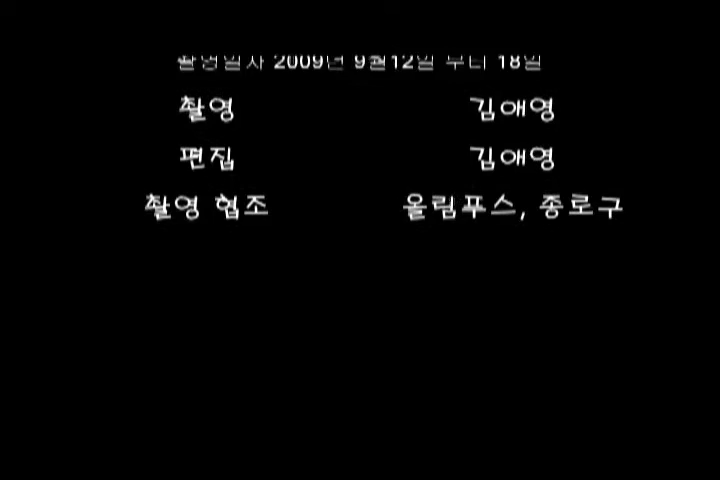 촬영일자 2009년 9월12일 부터 18일
촬영 김애영
편집 김애영
촬영 협조 올림푸스, 종로구